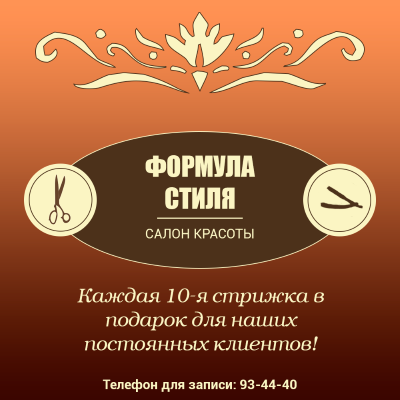 ФОРМУЛА
СТИЛЯ
САЛОН КРАСОТЫ
Каждая 10-я стрижка в
подарок для наших
постоянных клиентов!
Телефон для записи: 93-44-40